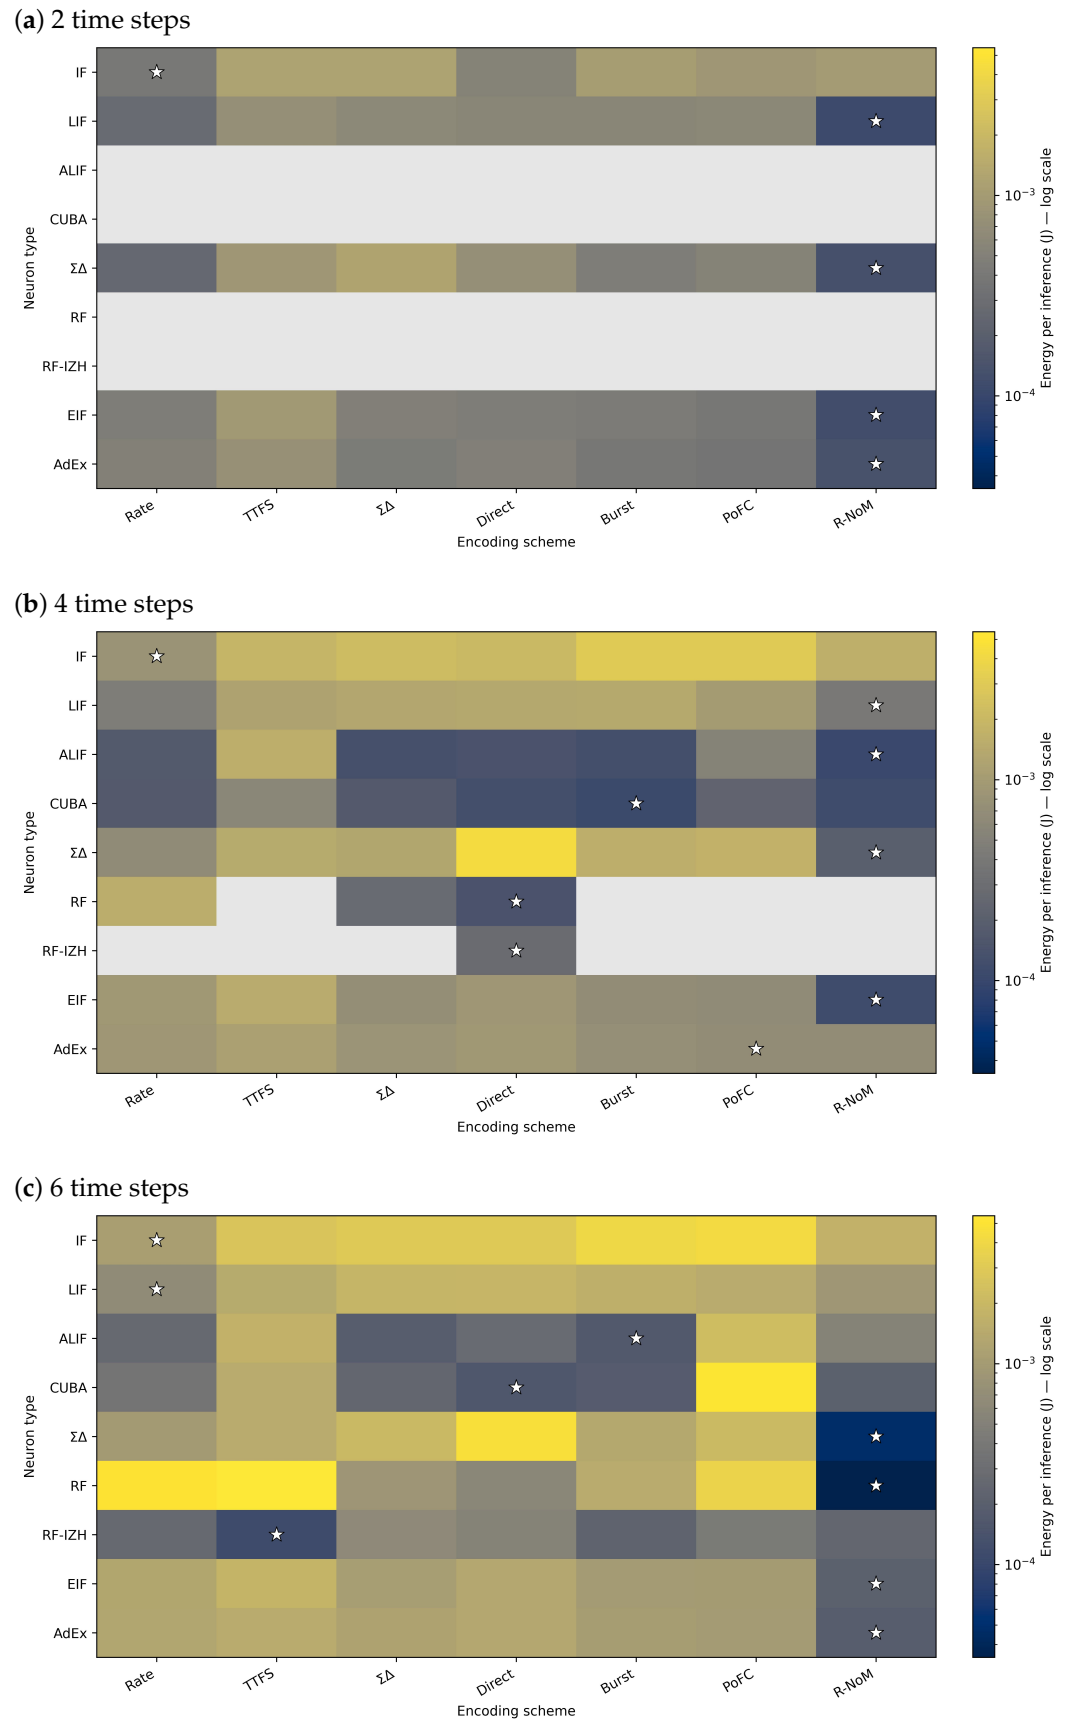 (a) 2 time steps
IF
LIF
ALIF
CUBA
ΣΔ
RF
RF-IZH
EIF
AdEx
Neuron type
Rate
TTFS
ΣΔ
Direct
Burst
PoFC
R-NoM
Encoding scheme
10⁻³
10⁻⁴
Energy per inference (J) — log scale
(b) 4 time steps
IF
LIF
ALIF
CUBA
ΣΔ
RF
RF-IZH
EIF
AdEx
Neuron type
Rate
TTFS
ΣΔ
Direct
Burst
PoFC
R-NoM
Encoding scheme
10⁻³
10⁻⁴
Energy per inference (J) — log scale
(c) 6 time steps
IF
LIF
ALIF
CUBA
ΣΔ
RF
RF-IZH
EIF
AdEx
Neuron type
Rate
TTFS
ΣΔ
Direct
Burst
PoFC
R-NoM
Encoding scheme
10⁻³
10⁻⁴
Energy per inference (J) — log scale